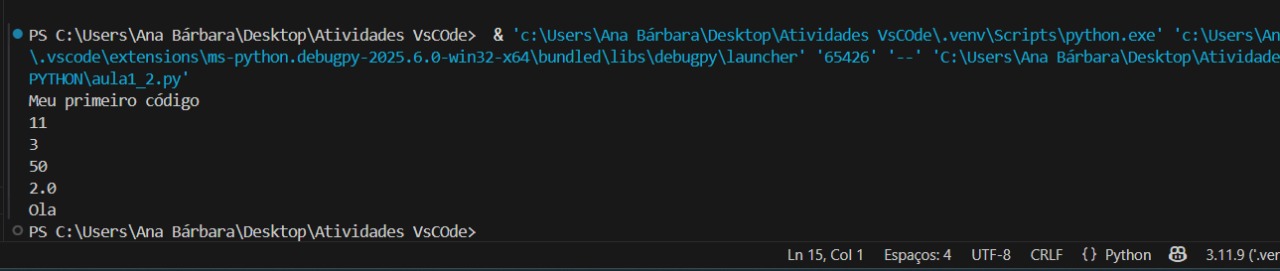 PS C:\Users\Ana Bárbara\Desktop\Atividades VsCOde>  & 'c:\Users\Ana Bárbara\Desktop\Atividades VsCOde\.venv\Scripts\python.exe' 'c:\Users\An
\.vscode\extensions\ms-python.debugpy-2025.6.0-win32-x64\bundled\libs\debugpy\launcher' '65426' '--' 'C:\Users\Ana Bárbara\Desktop\Atividade
PYTHON\aula1_2.py'
Meu primeiro código
11
3
50
2.0
Ola
PS C:\Users\Ana Bárbara\Desktop\Atividades VsCOde>
Ln 15, Col 1 Espaços: 4 UTF-8 CRLF {} Python 3.11.9 ('.ver